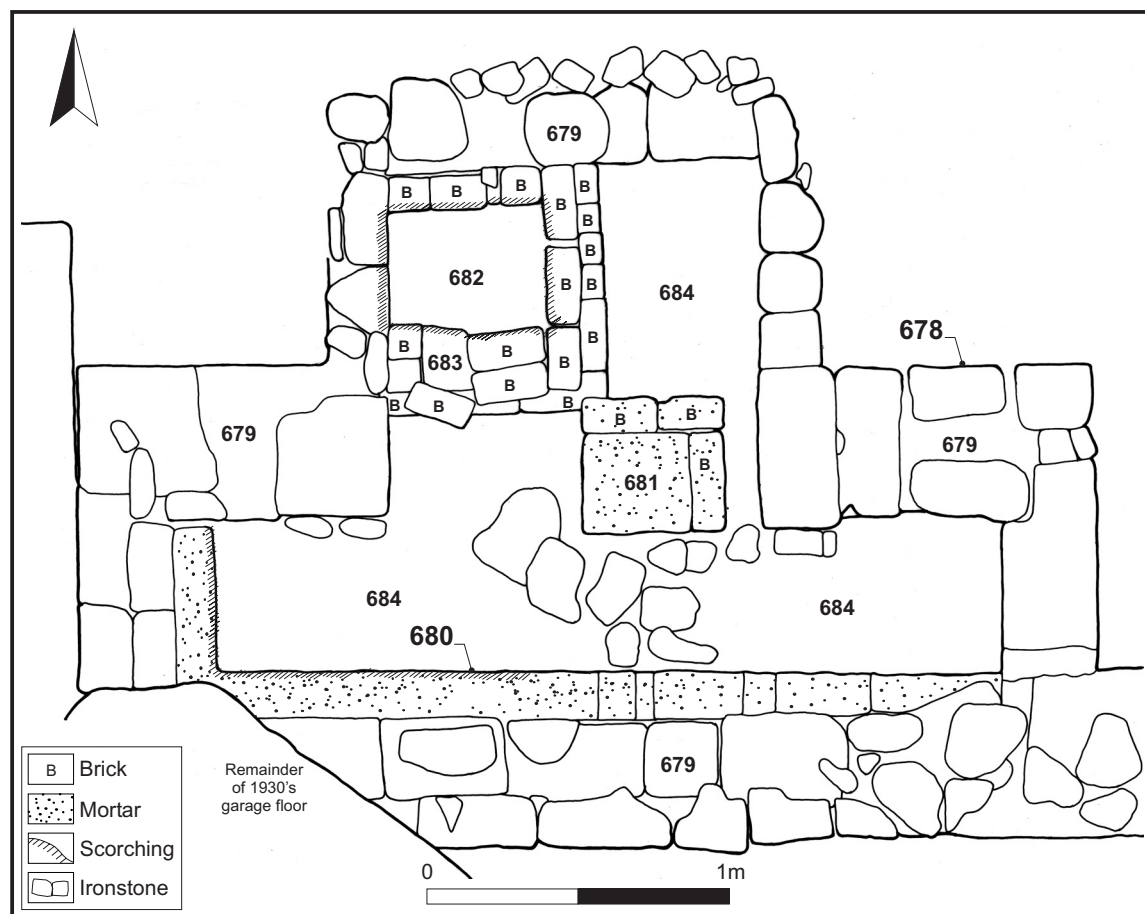 679
B B B B B
B
B
682 B
684
B B
678
B B B
683
B
B B B
B B
679
679
B
681
684
684
680
B Brick
Mortar
Scorching
Ironstone
Remainder
of 1930's
garage floor
679
0 1m